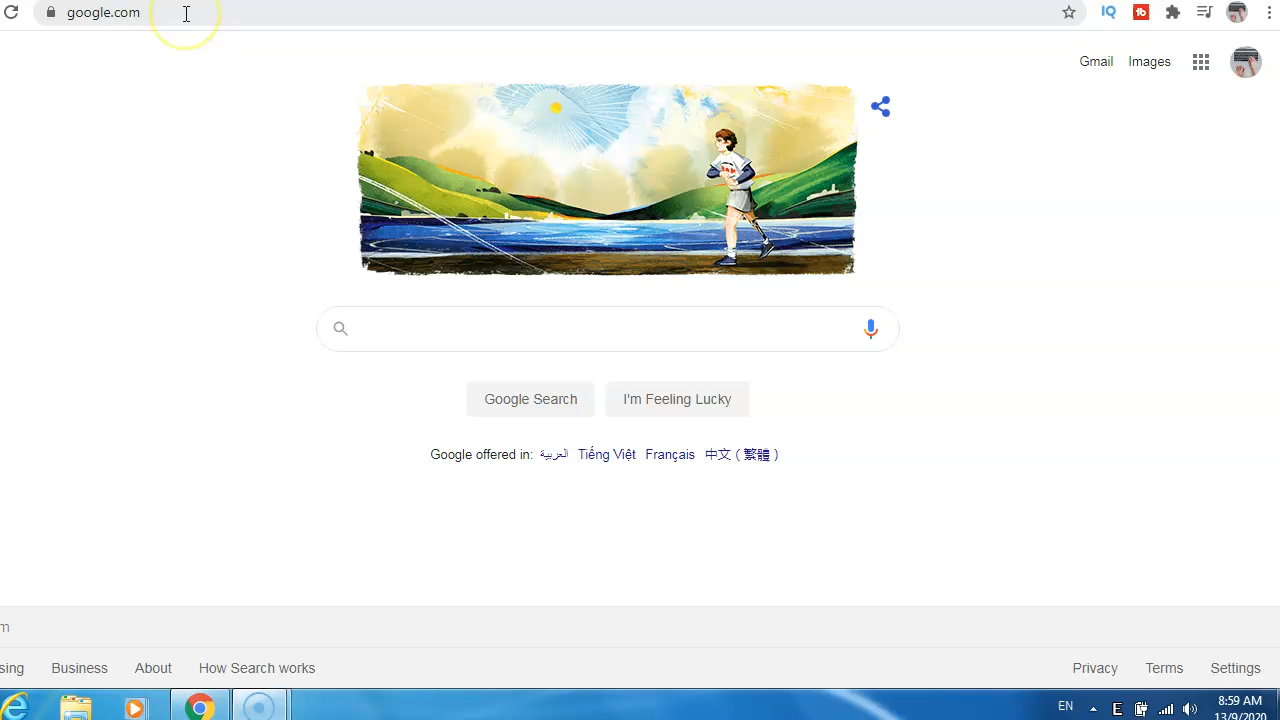 google.com
Gmail Images
Google Search I'm Feeling Lucky
Google offered in: العربية Tiếng Việt Français 中文 ( 繁體 )
m
sing Business About How Search works Privacy Terms Settings
EN 8:59 AM
13/9/2020